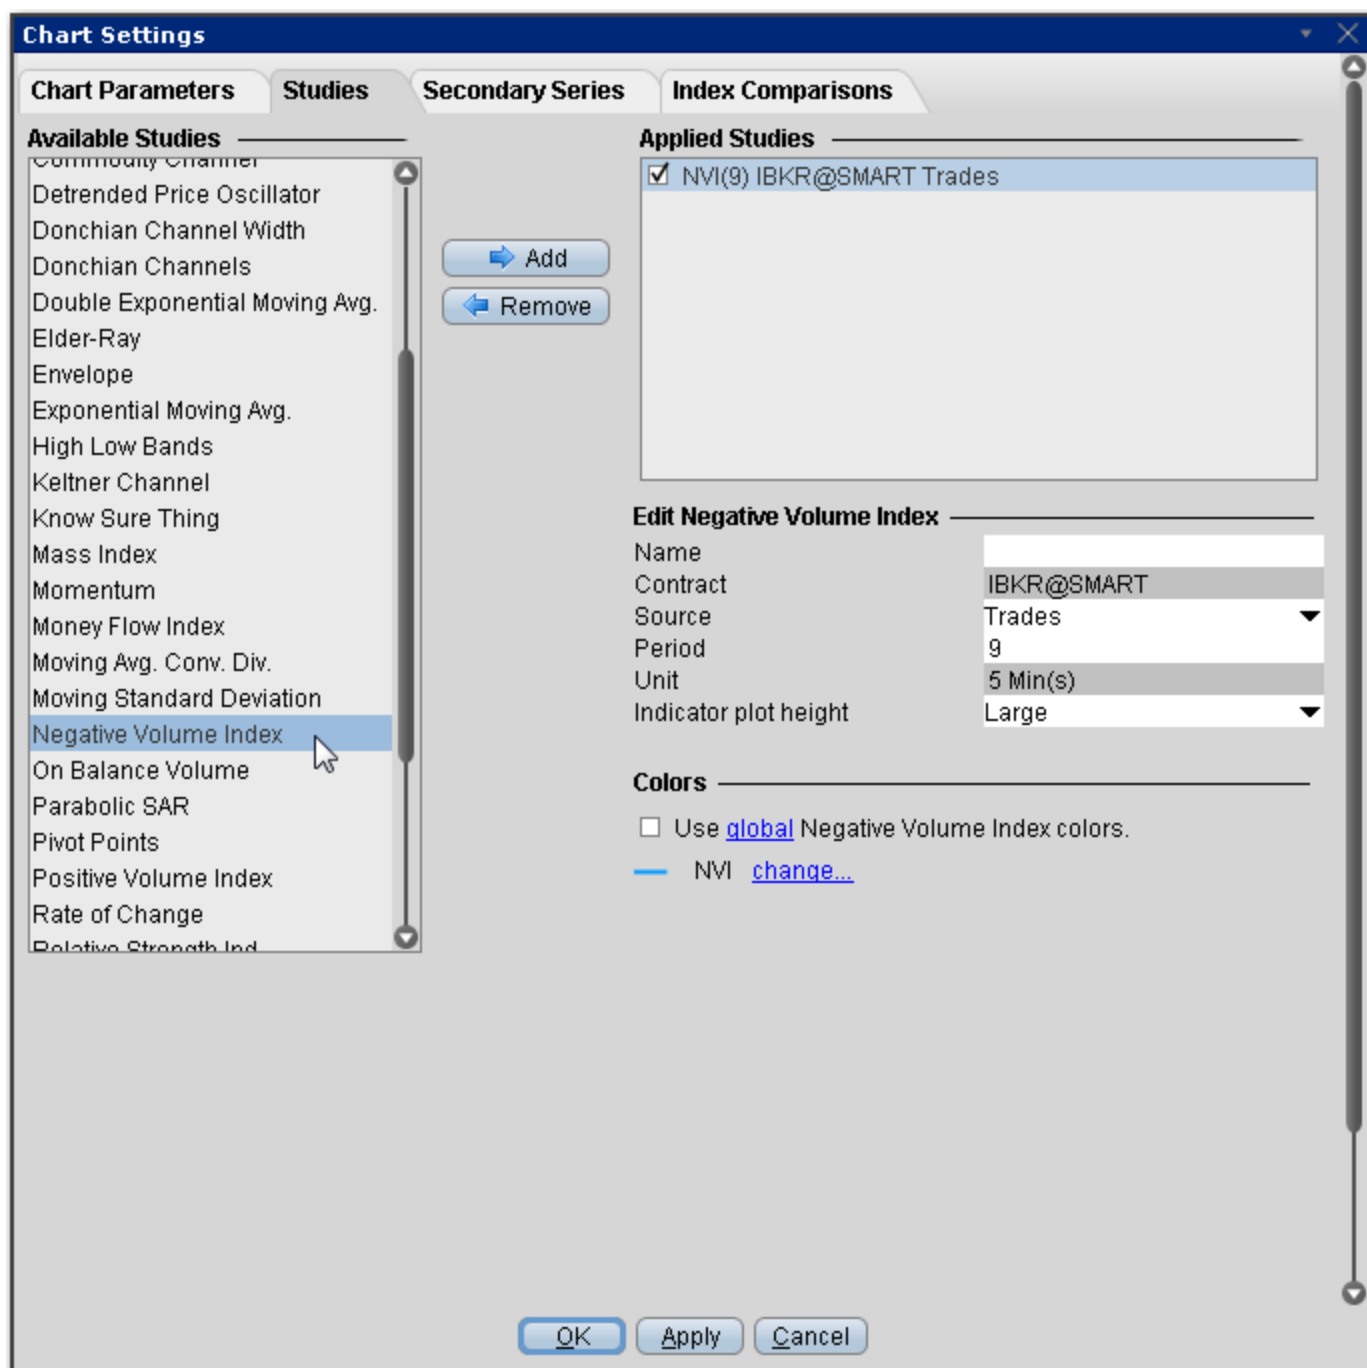 Chart Settings
Chart Parameters
Studies
Secondary Series
Index Comparisons
Available Studies
Commodity Channel
Detrended Price Oscillator
Donchian Channel Width
Donchian Channels
Double Exponential Moving Avg.
Elder-Ray
Envelope
Exponential Moving Avg.
High Low Bands
Keltner Channel
Know Sure Thing
Mass Index
Momentum
Money Flow Index
Moving Avg. Conv. Div.
Moving Standard Deviation
Negative Volume Index
On Balance Volume
Parabolic SAR
Pivot Points
Positive Volume Index
Rate of Change
Relative Strength Ind
Add
Remove
Applied Studies
NVI(9) IBKR@SMART Trades
Edit Negative Volume Index
Name
Contract IBKR@SMART
Source Trades
Period 9
Unit 5 Min(s)
Indicator plot height Large
Colors
Use global Negative Volume Index colors.
NVI change...
OK
Apply
Cancel